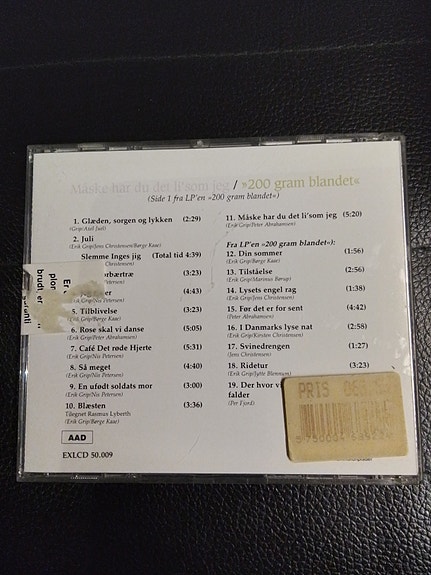 Måske har du det li'som jeg / »200 gram blandet«
(Side 1 fra LP'en »200 gram blandet«)
1. Glæden, sorgen og lykken (2:29)
(Grip/Axel Juil)
2. Juli
(Erik Grip/Jens Christensen/Børge Kaae)
Slemme Inges jig (Total tid 4:39)
Christensen)
(3:23)
5. Tilblivelse (3:23)
(Erik Grip/Børge Kaae)
6. Rose skal vi danse (5:05)
(Erik Grip/Peter Abrahamsen)
7. Café Det røde Hjerte (5:31)
(Erik Grip/Nis Petersen)
8. Så meget (4:40)
(Erik Grip/Nis Petersen)
9. En ufødt soldats mor (3:00)
(Erik Grip/Nis Petersen)
10. Blæsten (3:36)
Tilegnet Rasmus Lyberth
(Erik Grip/Børge Kaae)
AAD
EXLCD 50.009
11. Måske har du det li'som jeg (5:20)
(Erik Grip/Peter Abrahamsen)
Fra LP'en »200 gram blandet«:
12. Din sommer (1:56)
(Erik Grip/Børge Kaae)
13. Tilståelse (2:56)
(Erik Grip/Marinus Børup)
14. Lysets engel rag (1:38)
(Erik Grip/Jens Christensen)
15. Før det er for sent (4:42)
(Peter Abrahamsen)
16. I Danmarks lyse nat (2:58)
(Erik Grip/Kirsten Christensen)
17. Svinedrengen (1:27)
(Jens Christensen)
18. Ridetur (3:23)
(Erik Grip/Jytte Blennum)
19. Der hvor v
falder
(Per Tjord)
PRIS